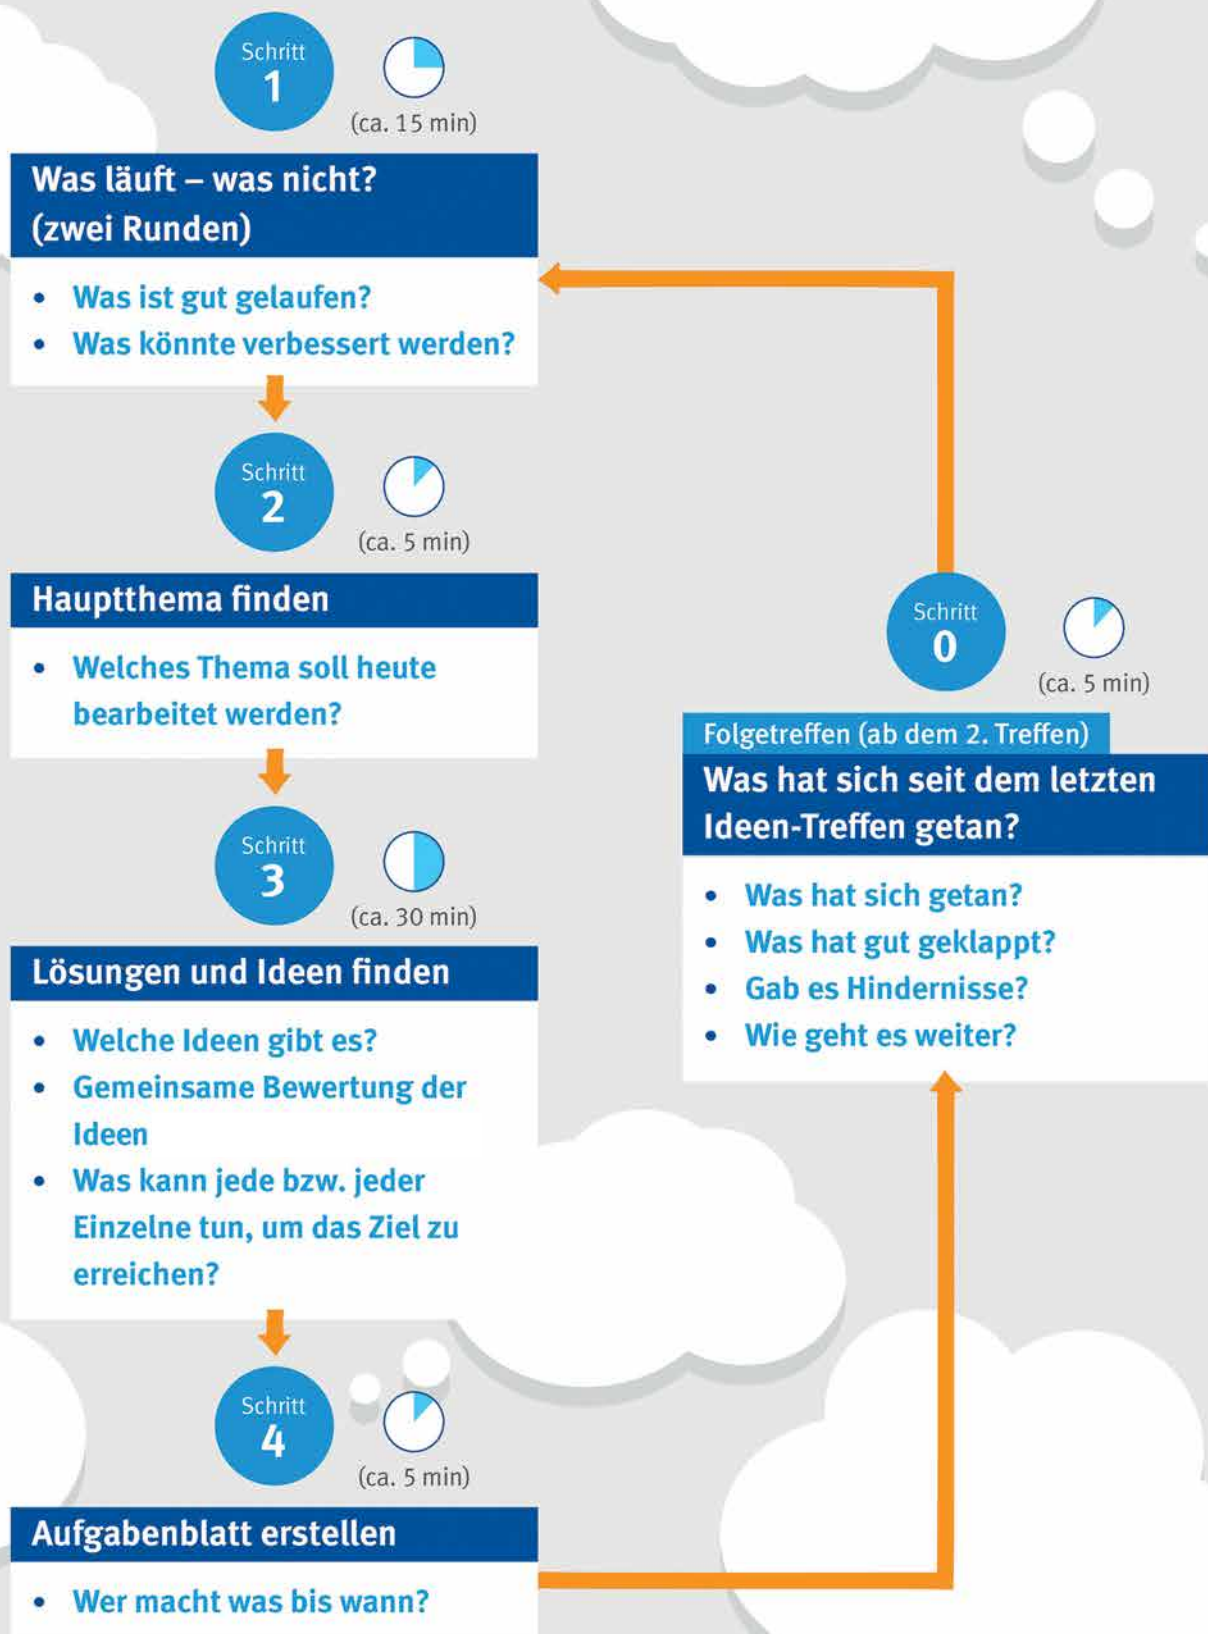 Schritt
1
(ca. 15 min)
Was läuft – was nicht?
(zwei Runden)
• Was ist gut gelaufen?
• Was könnte verbessert werden?
Schritt
2
(ca. 5 min)
Hauptthema finden
• Welches Thema soll heute
bearbeitet werden?
Schritt
3
(ca. 30 min)
Lösungen und Ideen finden
• Welche Ideen gibt es?
• Gemeinsame Bewertung der
Ideen
• Was kann jede bzw. jeder
Einzelne tun, um das Ziel zu
erreichen?
Schritt
4
(ca. 5 min)
Aufgabenblatt erstellen
• Wer macht was bis wann?
Schritt
0
(ca. 5 min)
Folgetreffen (ab dem 2. Treffen)
Was hat sich seit dem letzten
Ideen-Treffen getan?
• Was hat sich getan?
• Was hat gut geklappt?
• Gab es Hindernisse?
• Wie geht es weiter?